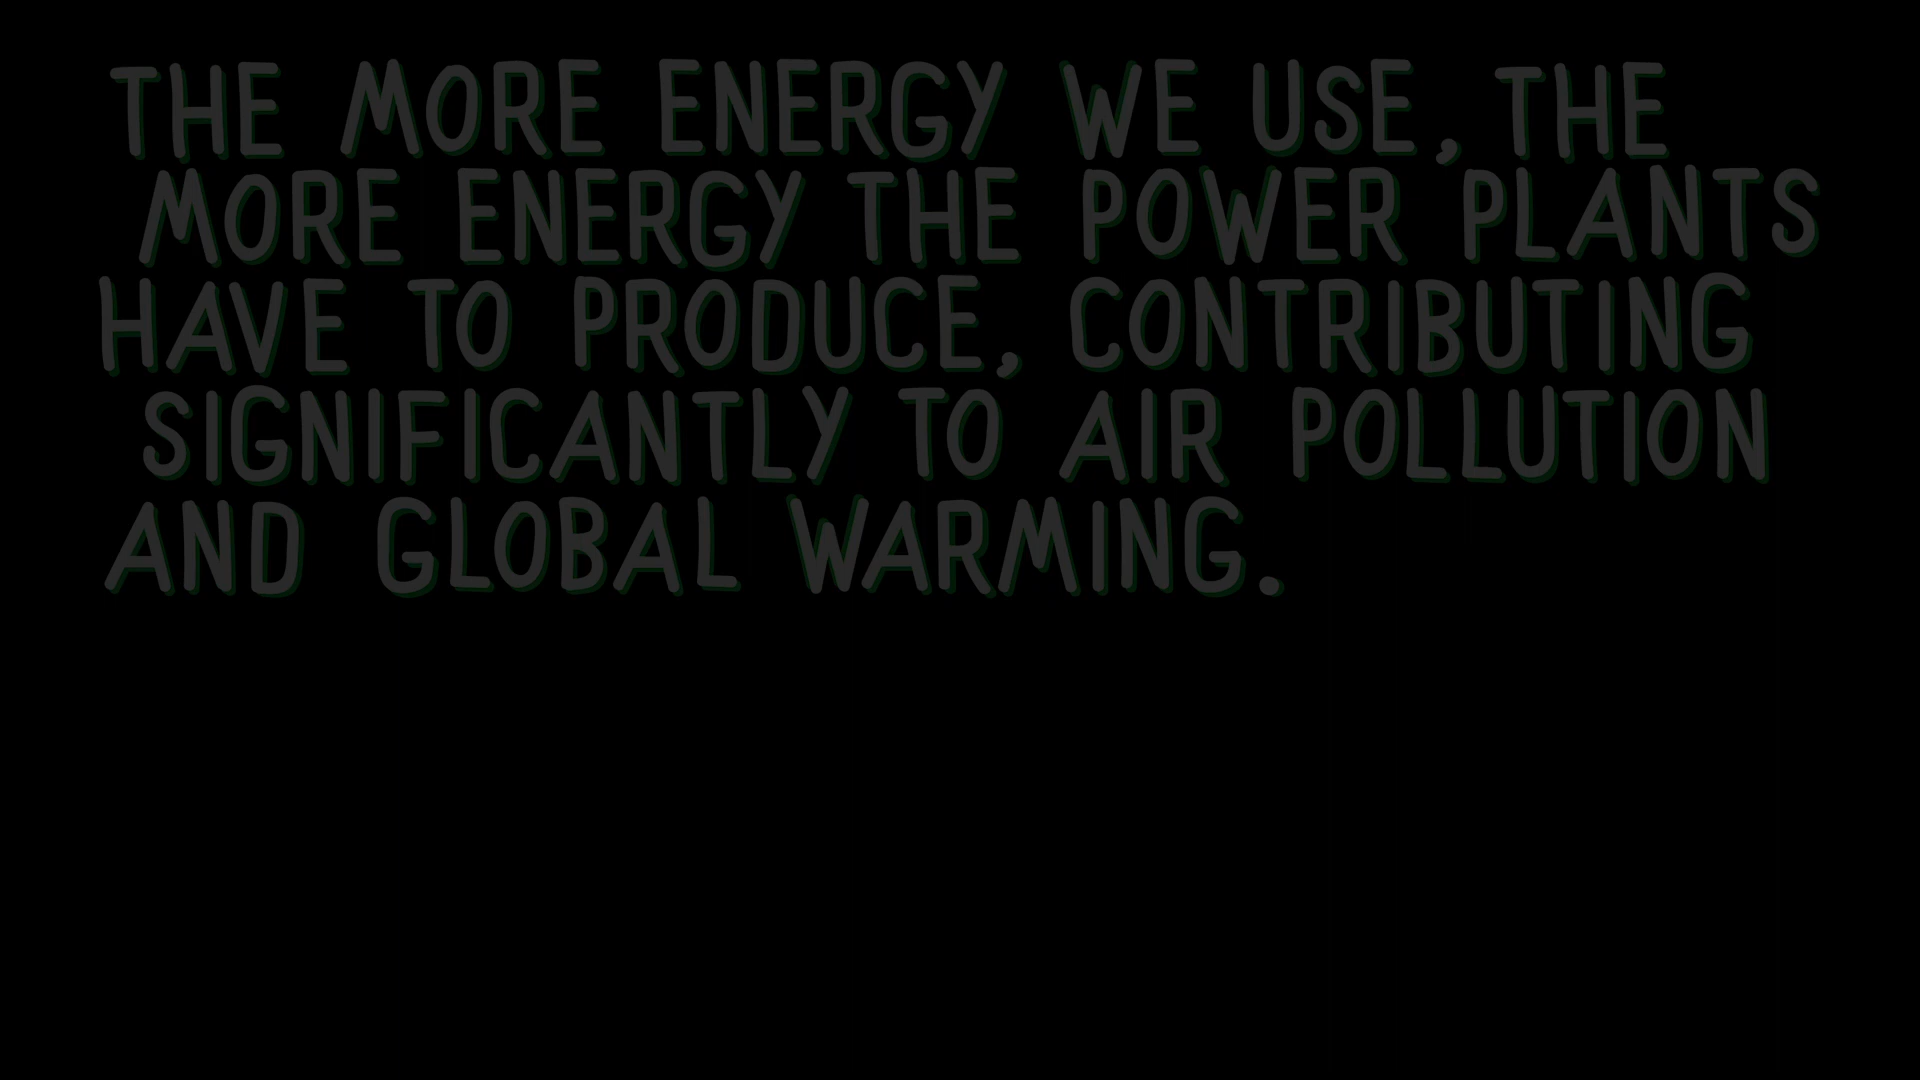 THE MORE ENERGY WE USE, THE
MORE ENERGY THE POWER PLANTS
HAVE TO PRODUCE, CONTRIBUTING
SIGNIFICANTLY TO AIR POLLUTION
AND GLOBAL WARMING.